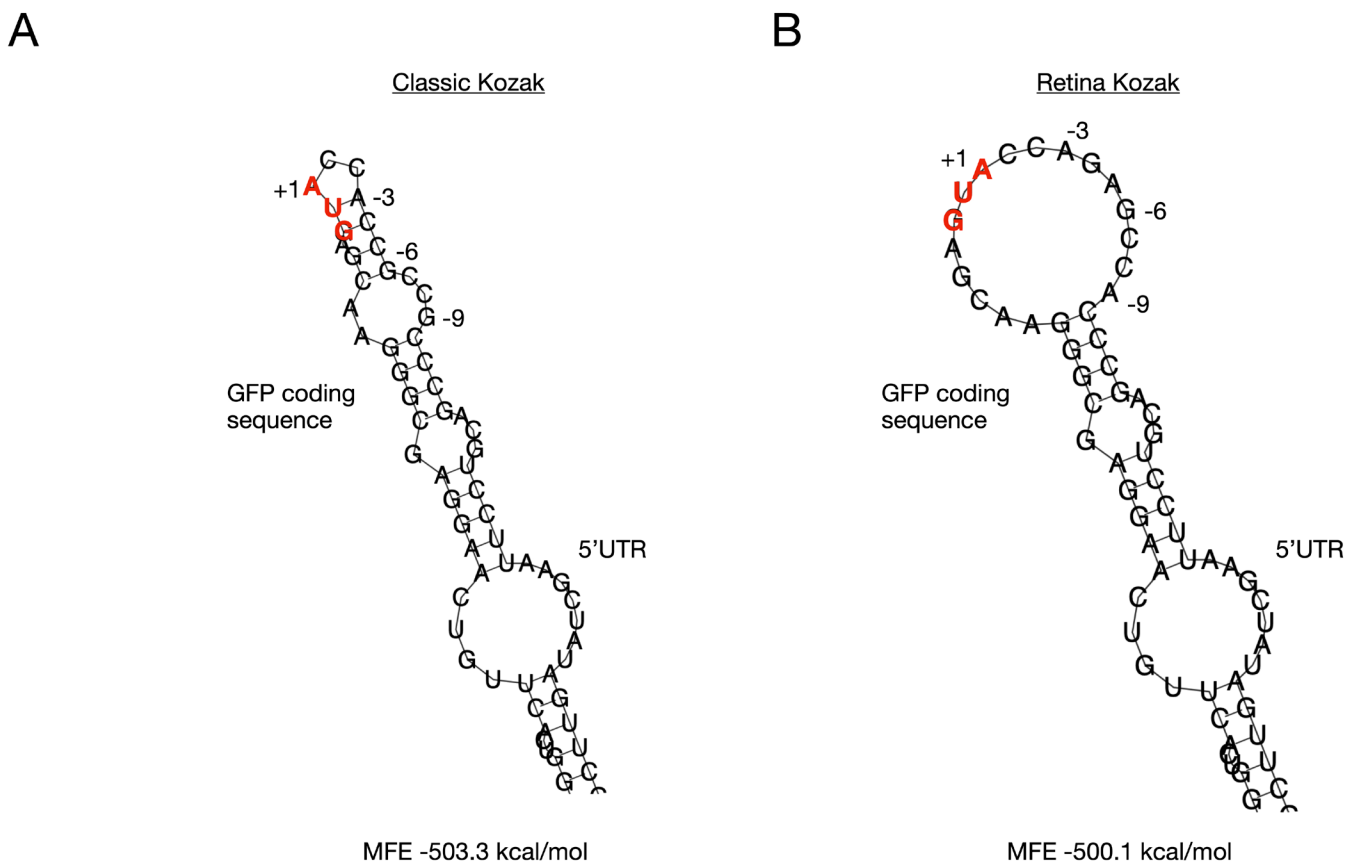 A
Classic Kozak
C C A C C G C C G C C C G A C G U C C U U A A G C U A U A G U U C
+1
-3
-6
-9
A U G A G C A A G G G C G A G G A A C U G U U C A C U G G
GFP coding
sequence
5'UTR
MFE -503.3 kcal/mol
B
Retina Kozak
C C A G A G C C A C C C G A C G U C C U U A A G C U A U A G U U C
+1
-3
-6
-9
A U G A G C A A G G G C G A G G A A C U G U U C A C U G G
GFP coding
sequence
5'UTR
MFE -500.1 kcal/mol